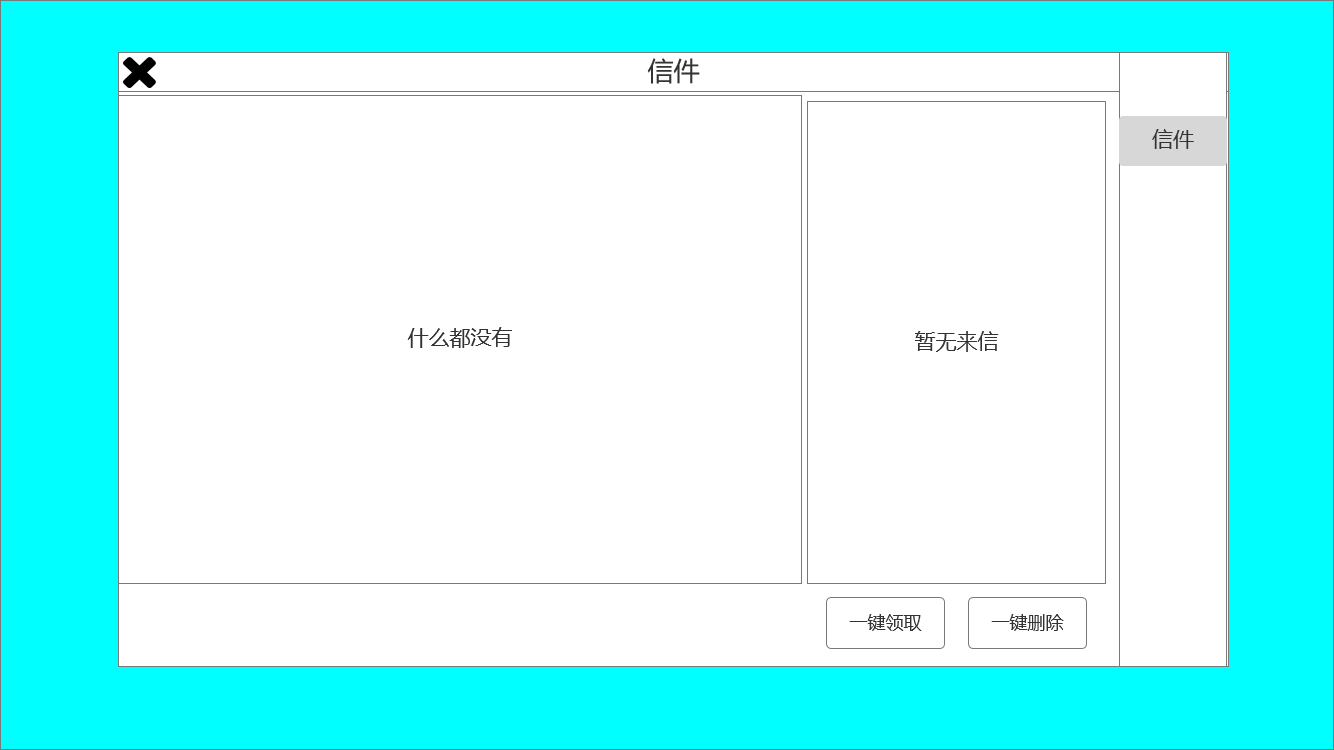 信件
信件
什么都没有
暂无来信
一键领取
一键删除